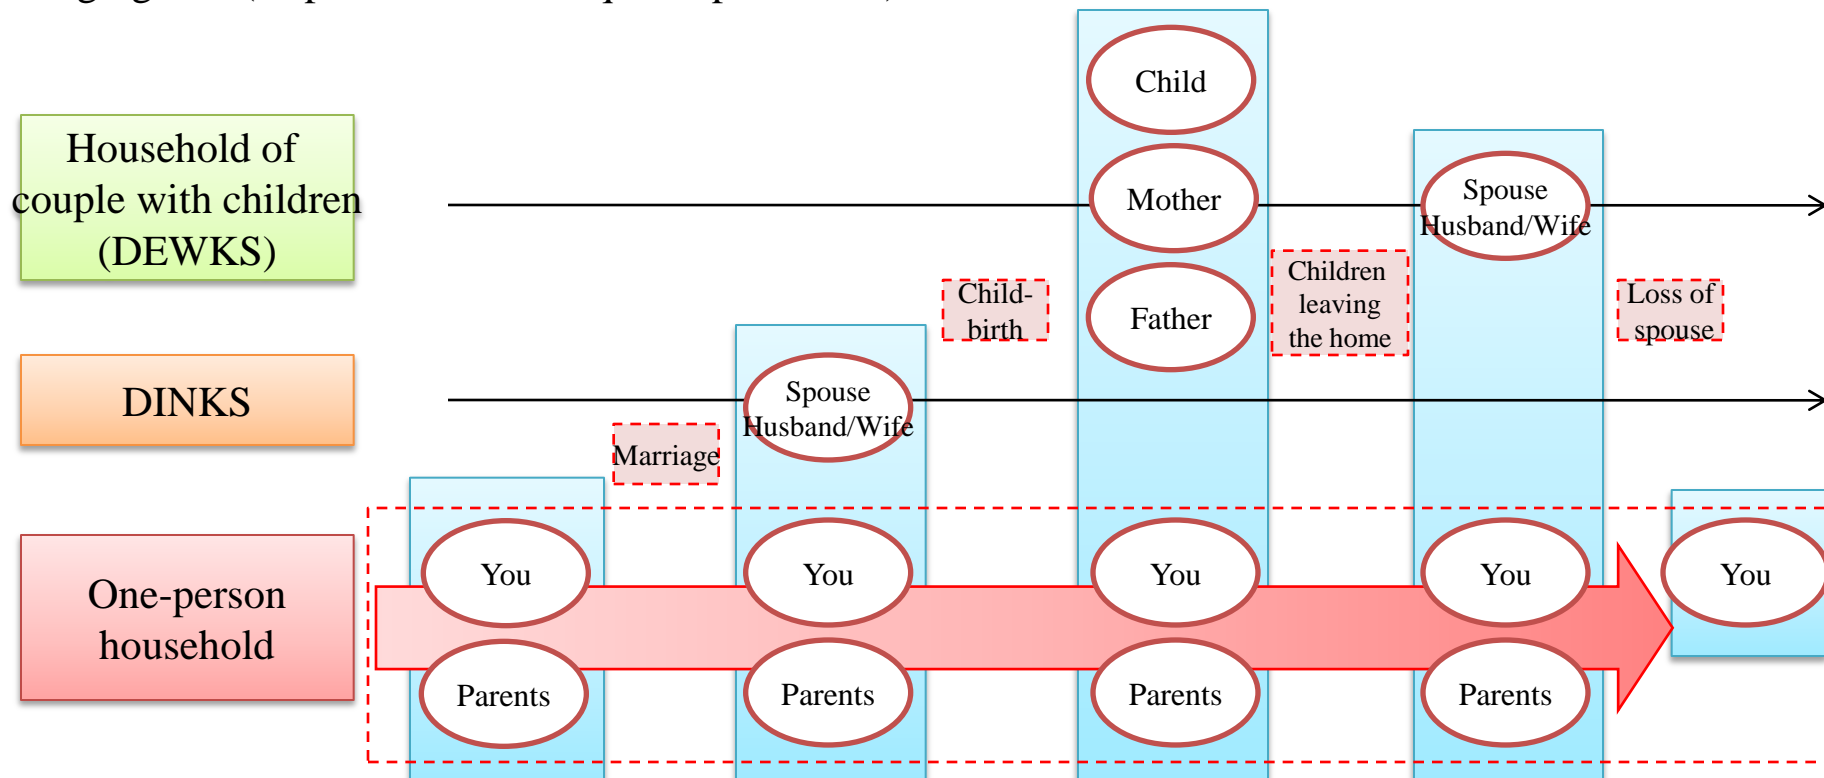 Child
Household of
couple with children
(DEWKS)
Mother
Spouse
Husband/Wife
Child-
birth
Father
Children
leaving
the home
Loss of
spouse
DINKS
Spouse
Husband/Wife
Marriage
One-person
household
You
You
You
You
You
Parents
Parents
Parents
Parents